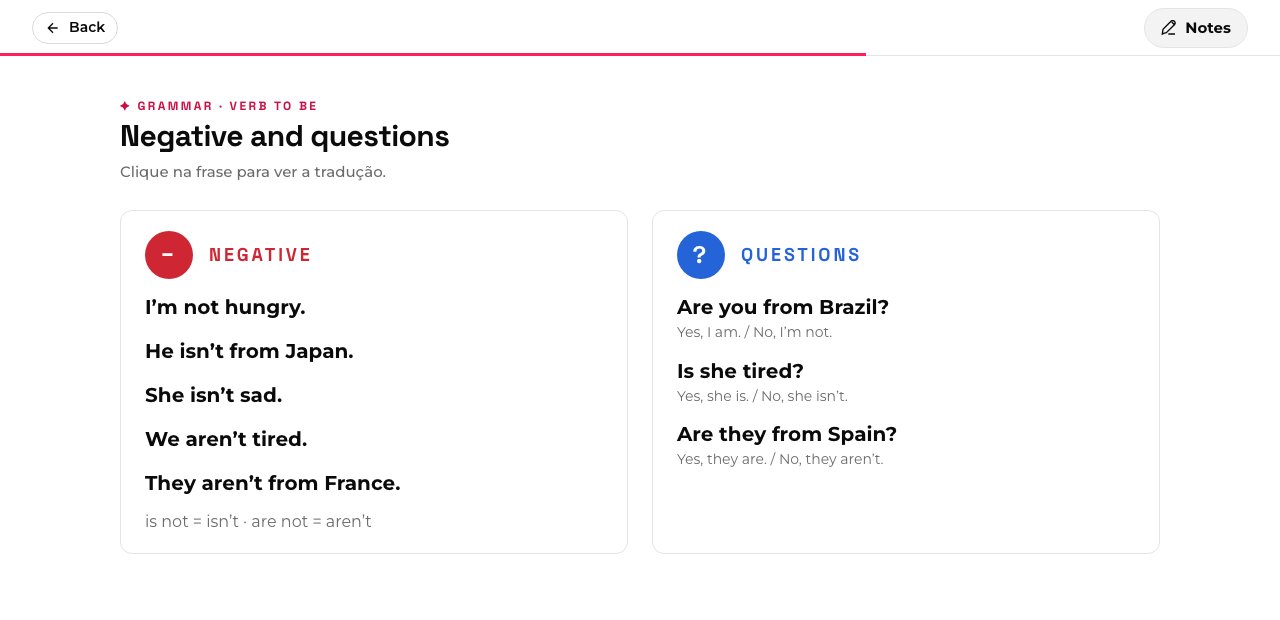 Back
Notes
GRAMMAR · VERB TO BE
Negative and questions
Clique na frase para ver a tradução.
– NEGATIVE
I’m not hungry.
He isn’t from Japan.
She isn’t sad.
We aren’t tired.
They aren’t from France.
is not = isn’t · are not = aren’t
? QUESTIONS
Are you from Brazil?
Yes, I am. / No, I’m not.
Is she tired?
Yes, she is. / No, she isn’t.
Are they from Spain?
Yes, they are. / No, they aren’t.